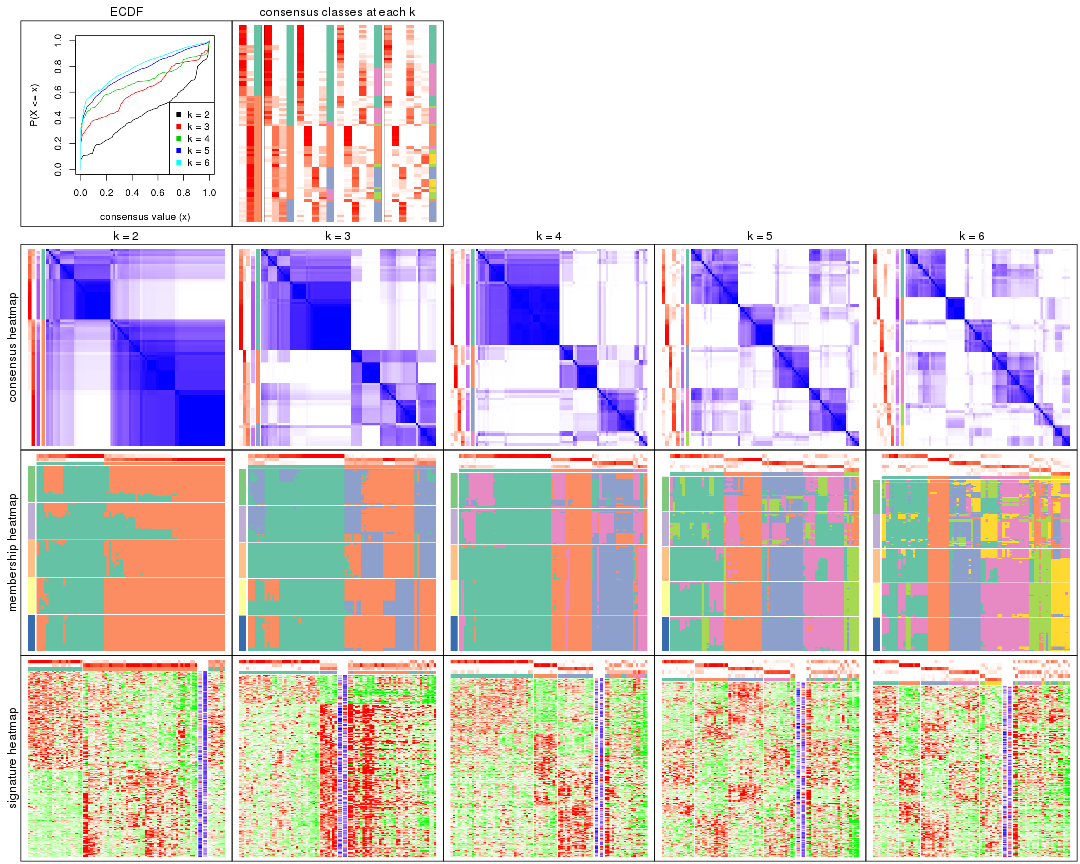 ECDF
consensus classes at each k
P(X <= x)
0.0 0.2 0.4 0.6 0.8 1.0
k = 2
k = 3
k = 4
k = 5
k = 6
0.0 0.2 0.4 0.6 0.8 1.0
consensus value (x)
k = 2
k = 3
k = 4
k = 5
k = 6
consensus heatmap
membership heatmap
signature heatmap